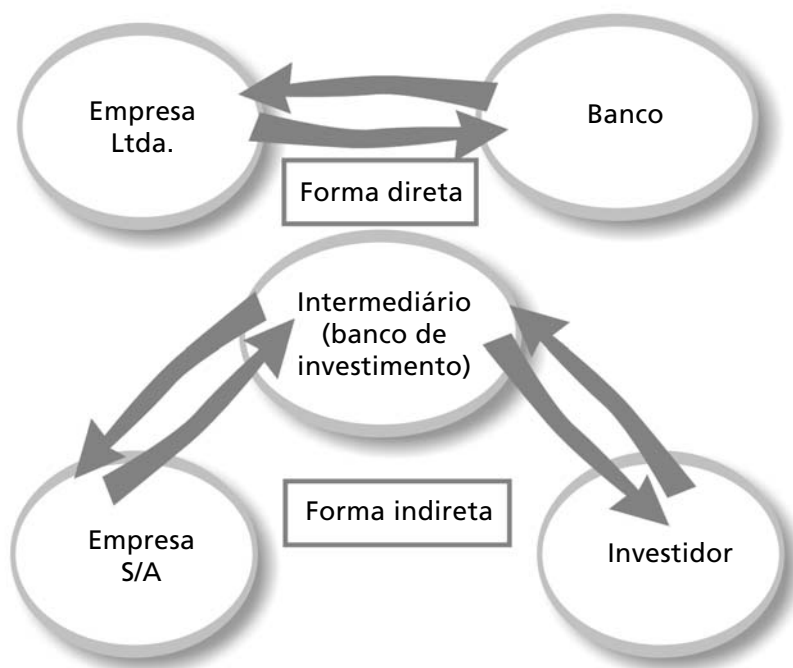 Empresa
Ltda.
Banco
Forma direta
Intermediário
(banco de
investimento)
Forma indireta
Empresa
S/A
Investidor